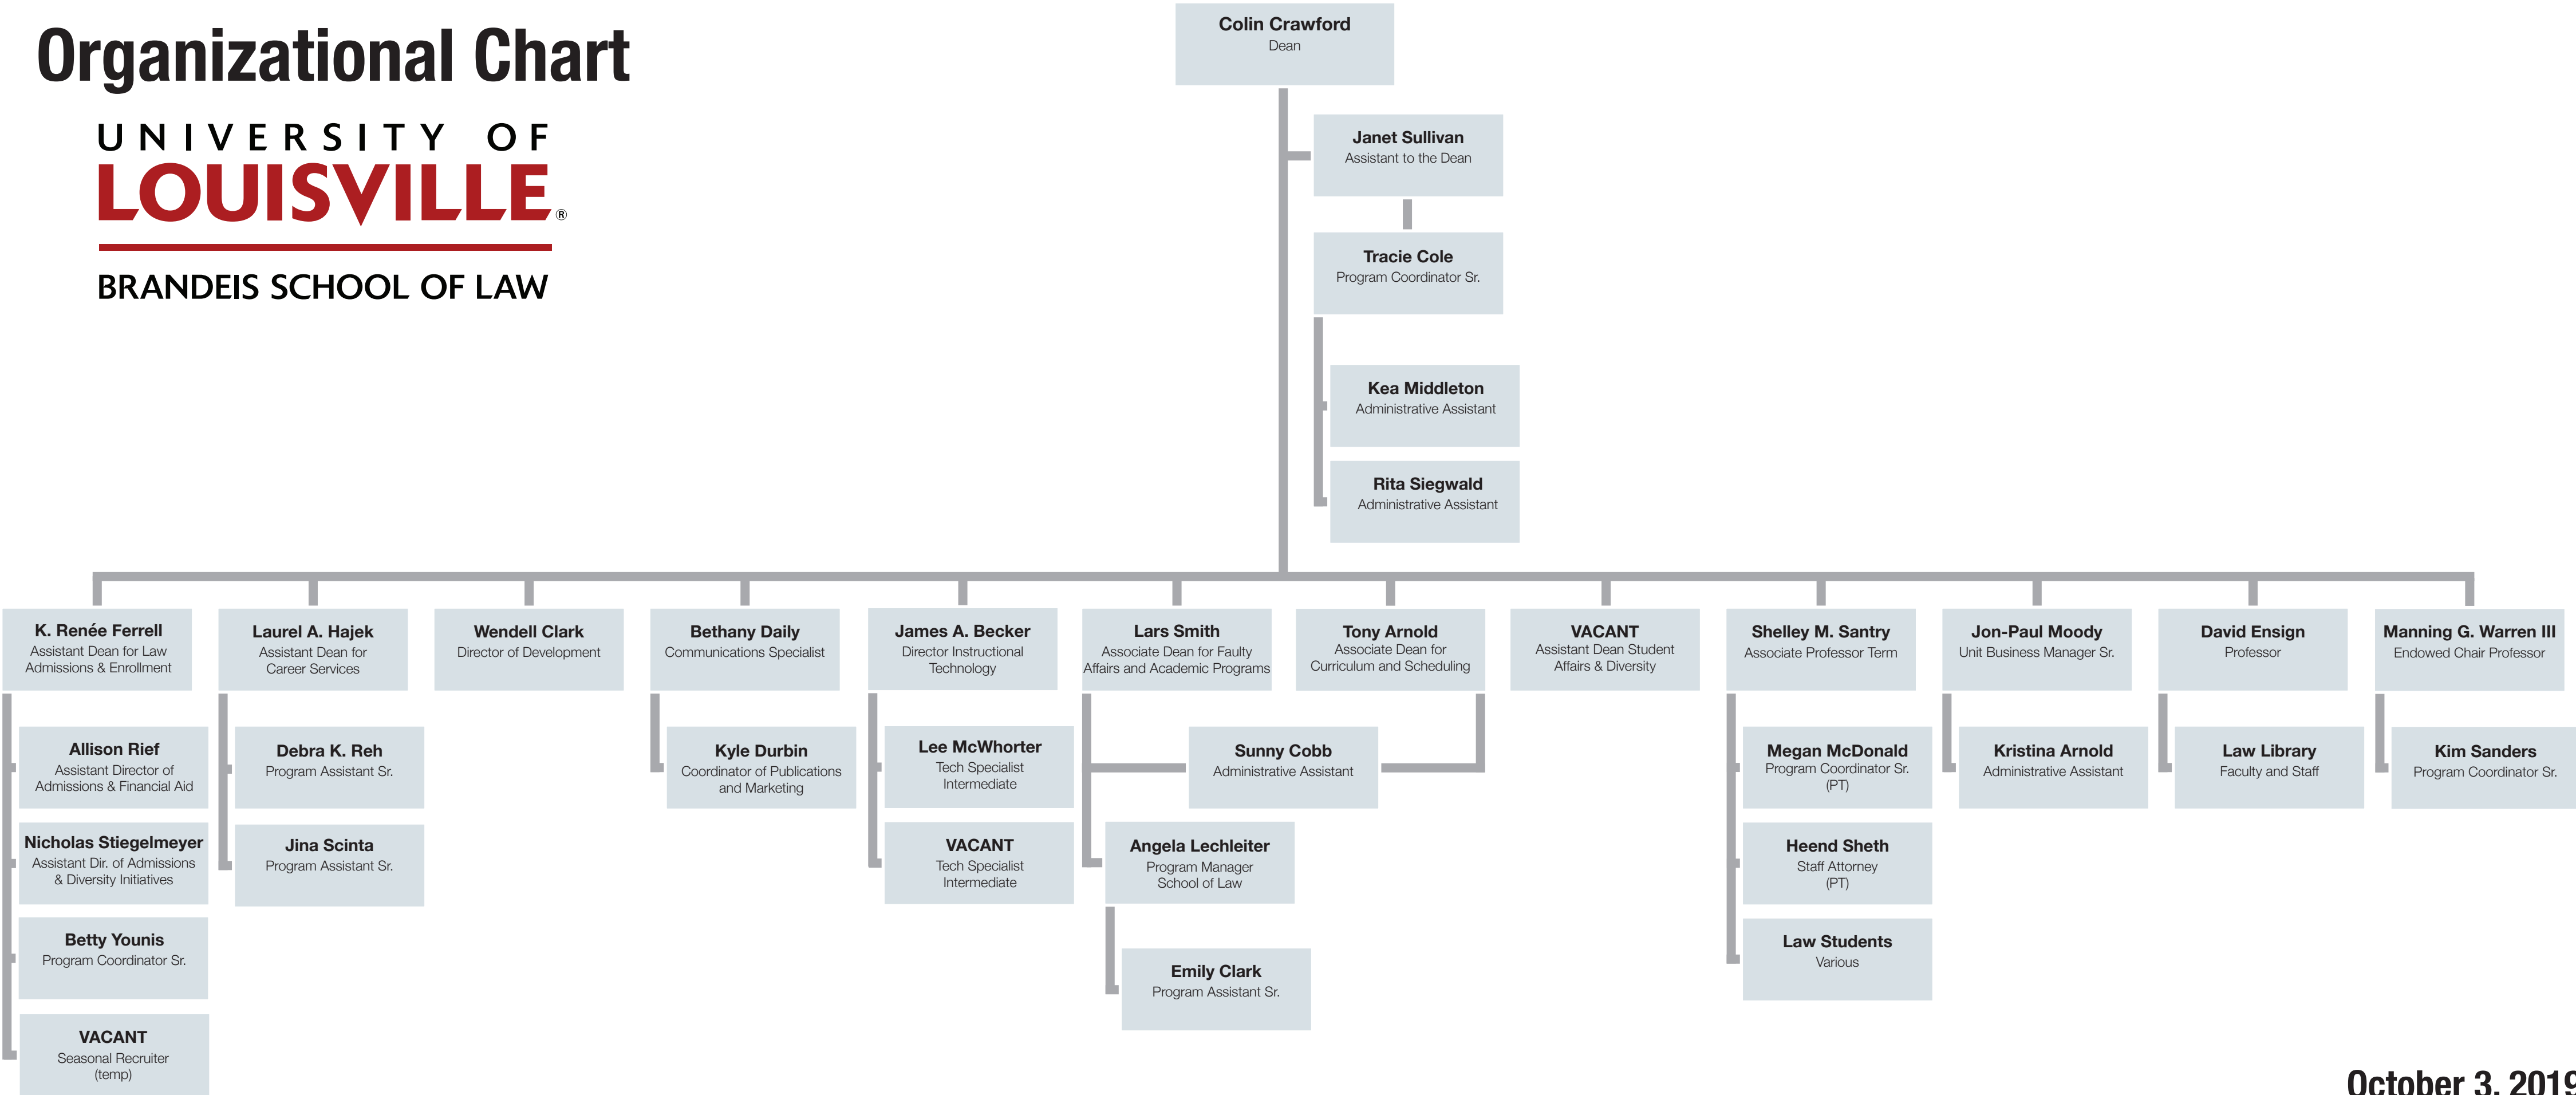 Organizational Chart
UNIVERSITY OF
LOUISVILLE®
BRANDEIS SCHOOL OF LAW
Colin Crawford
Dean
Janet Sullivan
Assistant to the Dean
Tracie Cole
Program Coordinator Sr.
Kea Middleton
Administrative Assistant
Rita Siegwald
Administrative Assistant
K. Renée Ferrell
Assistant Dean for Law
Admissions & Enrollment
Allison Rief
Assistant Director of
Admissions & Financial Aid
Nicholas Stiegelmeyer
Assistant Dir. of Admissions
& Diversity Initiatives
Betty Younis
Program Coordinator Sr.
VACANT
Seasonal Recruiter
(temp)
Laurel A. Hajek
Assistant Dean for
Career Services
Debra K. Reh
Program Assistant Sr.
Jina Scinta
Program Assistant Sr.
Wendell Clark
Director of Development
Bethany Daily
Communications Specialist
Kyle Durbin
Coordinator of Publications
and Marketing
James A. Becker
Director Instructional
Technology
Lee McWhorter
Tech Specialist
Intermediate
VACANT
Tech Specialist
Intermediate
Lars Smith
Associate Dean for Faulty
Affairs and Academic Programs
Tony Arnold
Associate Dean for
Curriculum and Scheduling
Sunny Cobb
Administrative Assistant
Angela Lechleiter
Program Manager
School of Law
Emily Clark
Program Assistant Sr.
VACANT
Assistant Dean Student
Affairs & Diversity
Shelley M. Santry
Associate Professor Term
Megan McDonald
Program Coordinator Sr.
(PT)
Heend Sheth
Staff Attorney
(PT)
Law Students
Various
Jon-Paul Moody
Unit Business Manager Sr.
Kristina Arnold
Administrative Assistant
David Ensign
Professor
Law Library
Faculty and Staff
Manning G. Warren III
Endowed Chair Professor
Kim Sanders
Program Coordinator Sr.
October 3, 2019